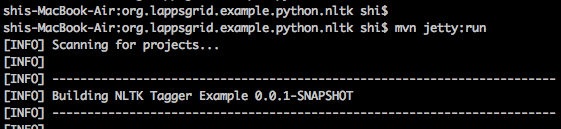 shis-MacBook-Air:org.lappsgrid.example.python.nltk shi$
shis-MacBook-Air:org.lappsgrid.example.python.nltk shi$ mvn jetty:run
[INFO] Scanning for projects...
[INFO]
[INFO] ------------------------------------------------------------------------
[INFO] Building NLTK Tagger Example 0.0.1-SNAPSHOT
[INFO] ------------------------------------------------------------------------